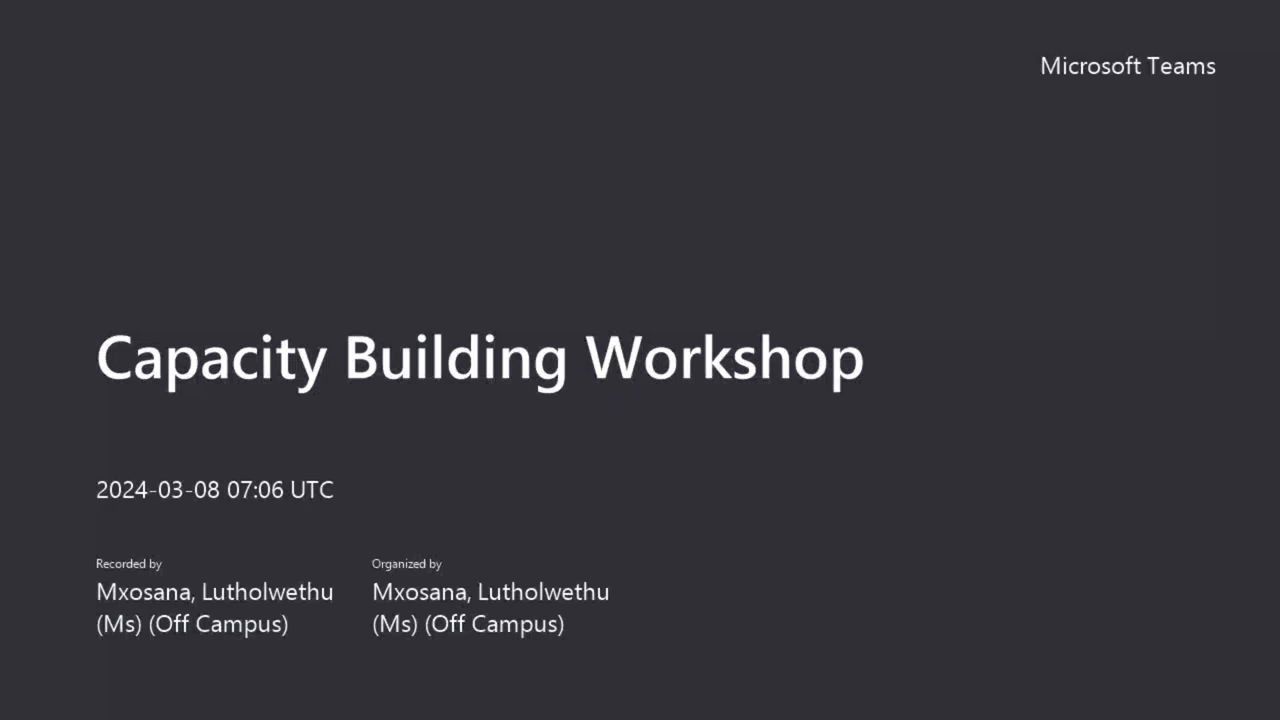 Microsoft Teams
Capacity Building Workshop
2024-03-08 07:06 UTC
Recorded by
Mxosana, Lutholwethu
(Ms) (Off Campus)
Organized by
Mxosana, Lutholwethu
(Ms) (Off Campus)